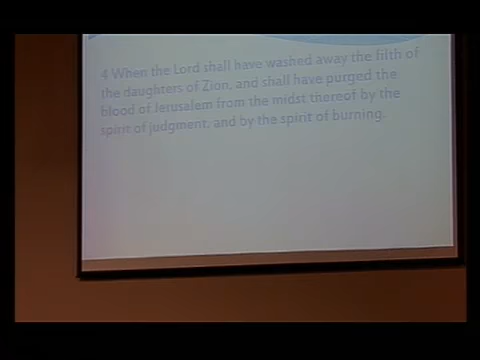 4 When the Lord shall have washed away the filth of
the daughters of Zion, and shall have purged the
blood of Jerusalem from the midst thereof by the
spirit of judgment, and by the spirit of burning.